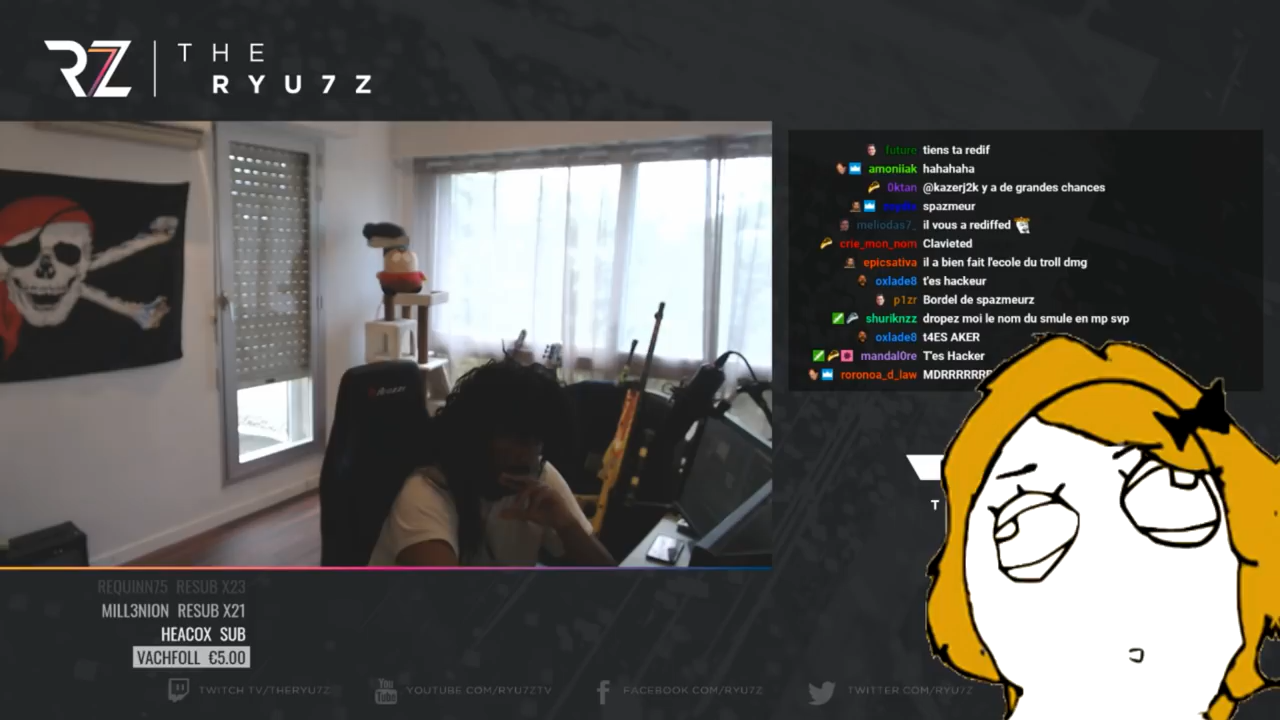 RZ
THE
RYU7Z
future tiens ta redif
amoniiak hahahaha
0ktan @kazerj2k y a de grandes chances
spazmeur
meliodas7_ il vous a rediffed
crie_mon_nom Clavieted
epicsativa il a bien fait l'ecole du troll dmg
oxlade8 t'es hackeur
p1zr Bordel de spazmeurz
shuriknzz dropez moi le nom du smule en mp svp
oxlade8 t4ES AKER
mandal0re T'es Hacker
roronoa_d_law MDRRRRRR
T
REQUINN75 RESUB X23
MILL3NION RESUB X21
HEACOX SUB
VACHFOLL €5.00
TWITCH.TV/THERYU7Z
You Tube
YOUTUBE.COM/RYU7ZTV
FACEBOOK.COM/RYU7Z
TWITTER.COM/RYU7Z